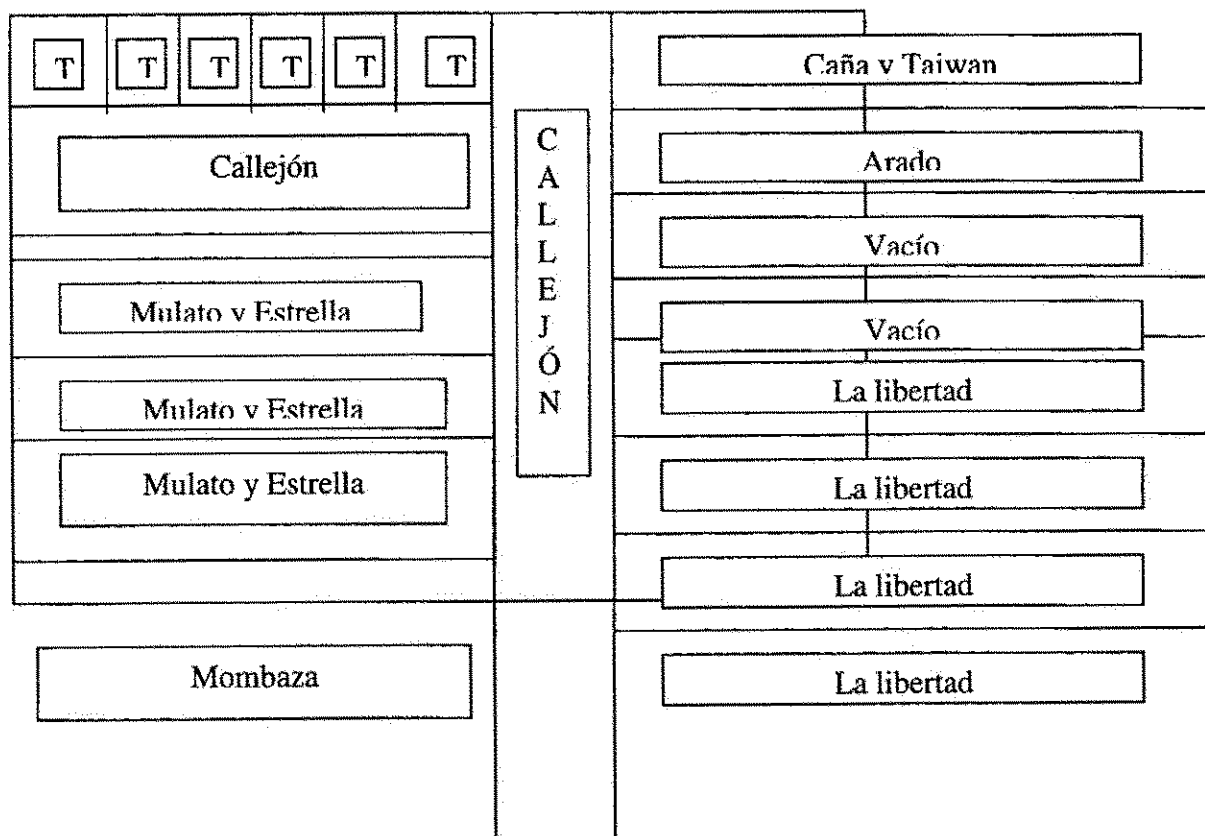 T T T T T T
Callejón
Mulato y Estrella
Mulato y Estrella
Mulato y Estrella
Mombaza
CALLEJÓN
Caña y Taiwan
Arado
Vacío
Vacío
La libertad
La libertad
La libertad
La libertad